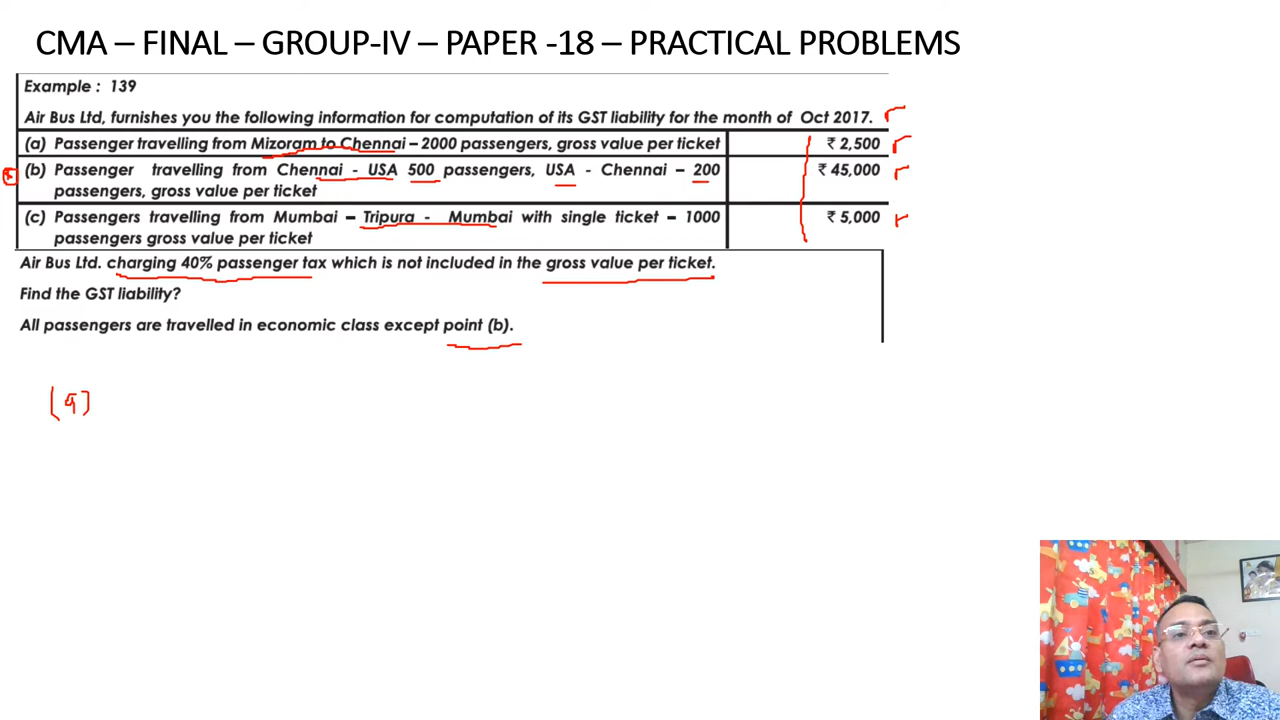 CMA – FINAL – GROUP-IV – PAPER -18 – PRACTICAL PROBLEMS
Example : 139
Air Bus Ltd, furnishes you the following information for computation of its GST liability for the month of Oct 2017.
(a) Passenger travelling from Mizoram to Chennai – 2000 passengers, gross value per ticket ₹ 2,500
(b) Passenger travelling from Chennai - USA 500 passengers, USA - Chennai – 200 ₹ 45,000
passengers, gross value per ticket
(c) Passengers travelling from Mumbai – Tripura - Mumbai with single ticket – 1000 ₹ 5,000
passengers gross value per ticket
Air Bus Ltd. charging 40% passenger tax which is not included in the gross value per ticket.
Find the GST liability?
All passengers are travelled in economic class except point (b).